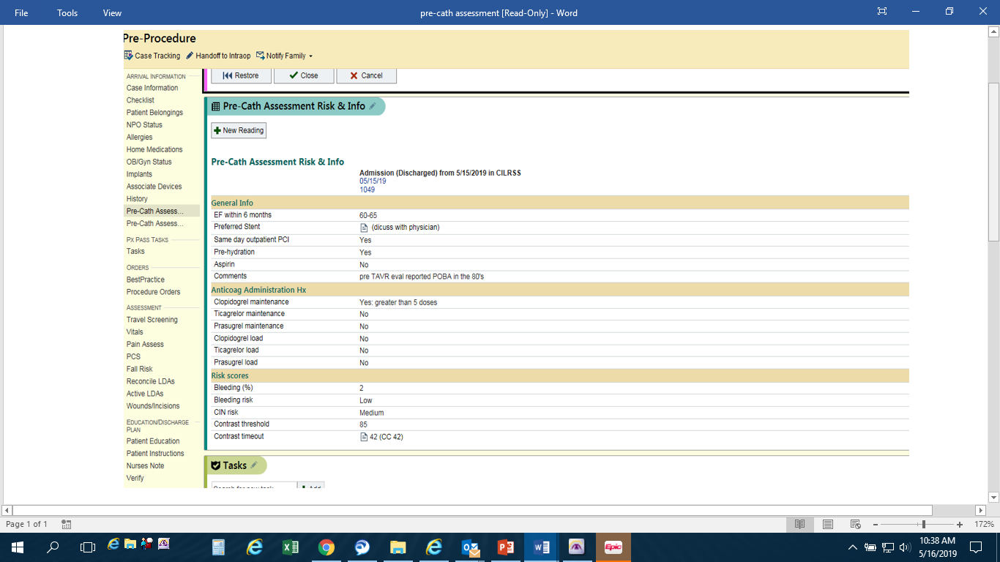 File Tools View pre-cath assessment [Read-Only] - Word
Pre-Procedure
Case Tracking Handoff to Intraop Notify Family
ARRIVAL INFORMATION
Case Information
Checklist
Patient Belongings
NPO Status
Allergies
Home Medications
OB/Gyn Status
Implants
Associate Devices
History
Pre-Cath Assess...
Pre-Cath Assess...
PX PASS TASKS
Tasks
ORDERS
BestPractice
Procedure Orders
ASSESSMENT
Travel Screening
Vitals
Pain Assess
PCS
Fall Risk
Reconcile LDAs
Active LDAs
Wounds/Incisions
EDUCATION/DISCHARGE
PLAN
Patient Education
Patient Instructions
Nurses Note
Verify
Restore Close Cancel
Pre-Cath Assessment Risk & Info
New Reading
Pre-Cath Assessment Risk & Info
Admission (Discharged) from 5/15/2019 in CILRSS
05/15/19
1049
General Info
EF within 6 months 60-65
Preferred Stent (dicuss with physician)
Same day outpatient PCI Yes
Pre-hydration Yes
Aspirin No
Comments pre TAVR eval reported POBA in the 80's
Anticoag Administration Hx
Clopidogrel maintenance Yes: greater than 5 doses
Ticagrelor maintenance No
Prasugrel maintenance No
Clopidogrel load No
Ticagrelor load No
Prasugrel load No
Risk scores
Bleeding (%) 2
Bleeding risk Low
CIN risk Medium
Contrast threshold 85
Contrast timeout 42 (CC 42)
Tasks
Page 1 of 1 172%
10:38 AM
5/16/2019
Epic